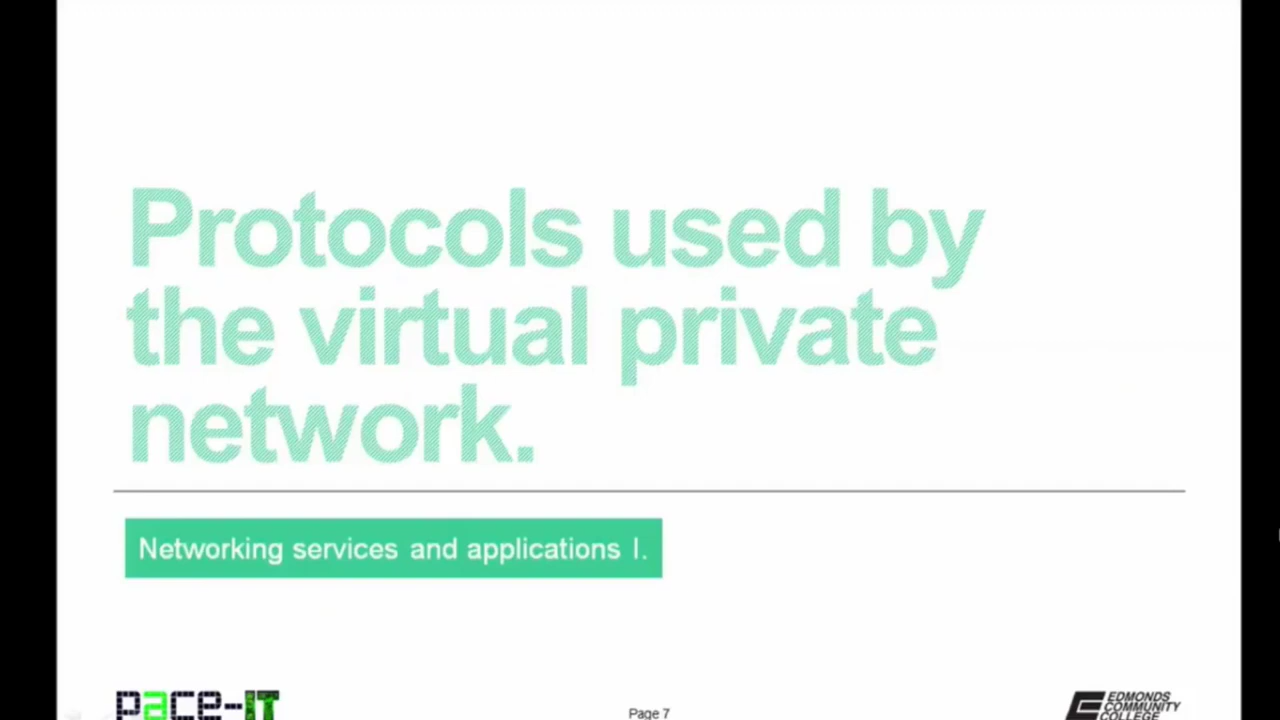 Protocols used by
the virtual private
network.
Networking services and applications I.
pace-IT
Page 7
EDMONDS
COMMUNITY
COLLEGE